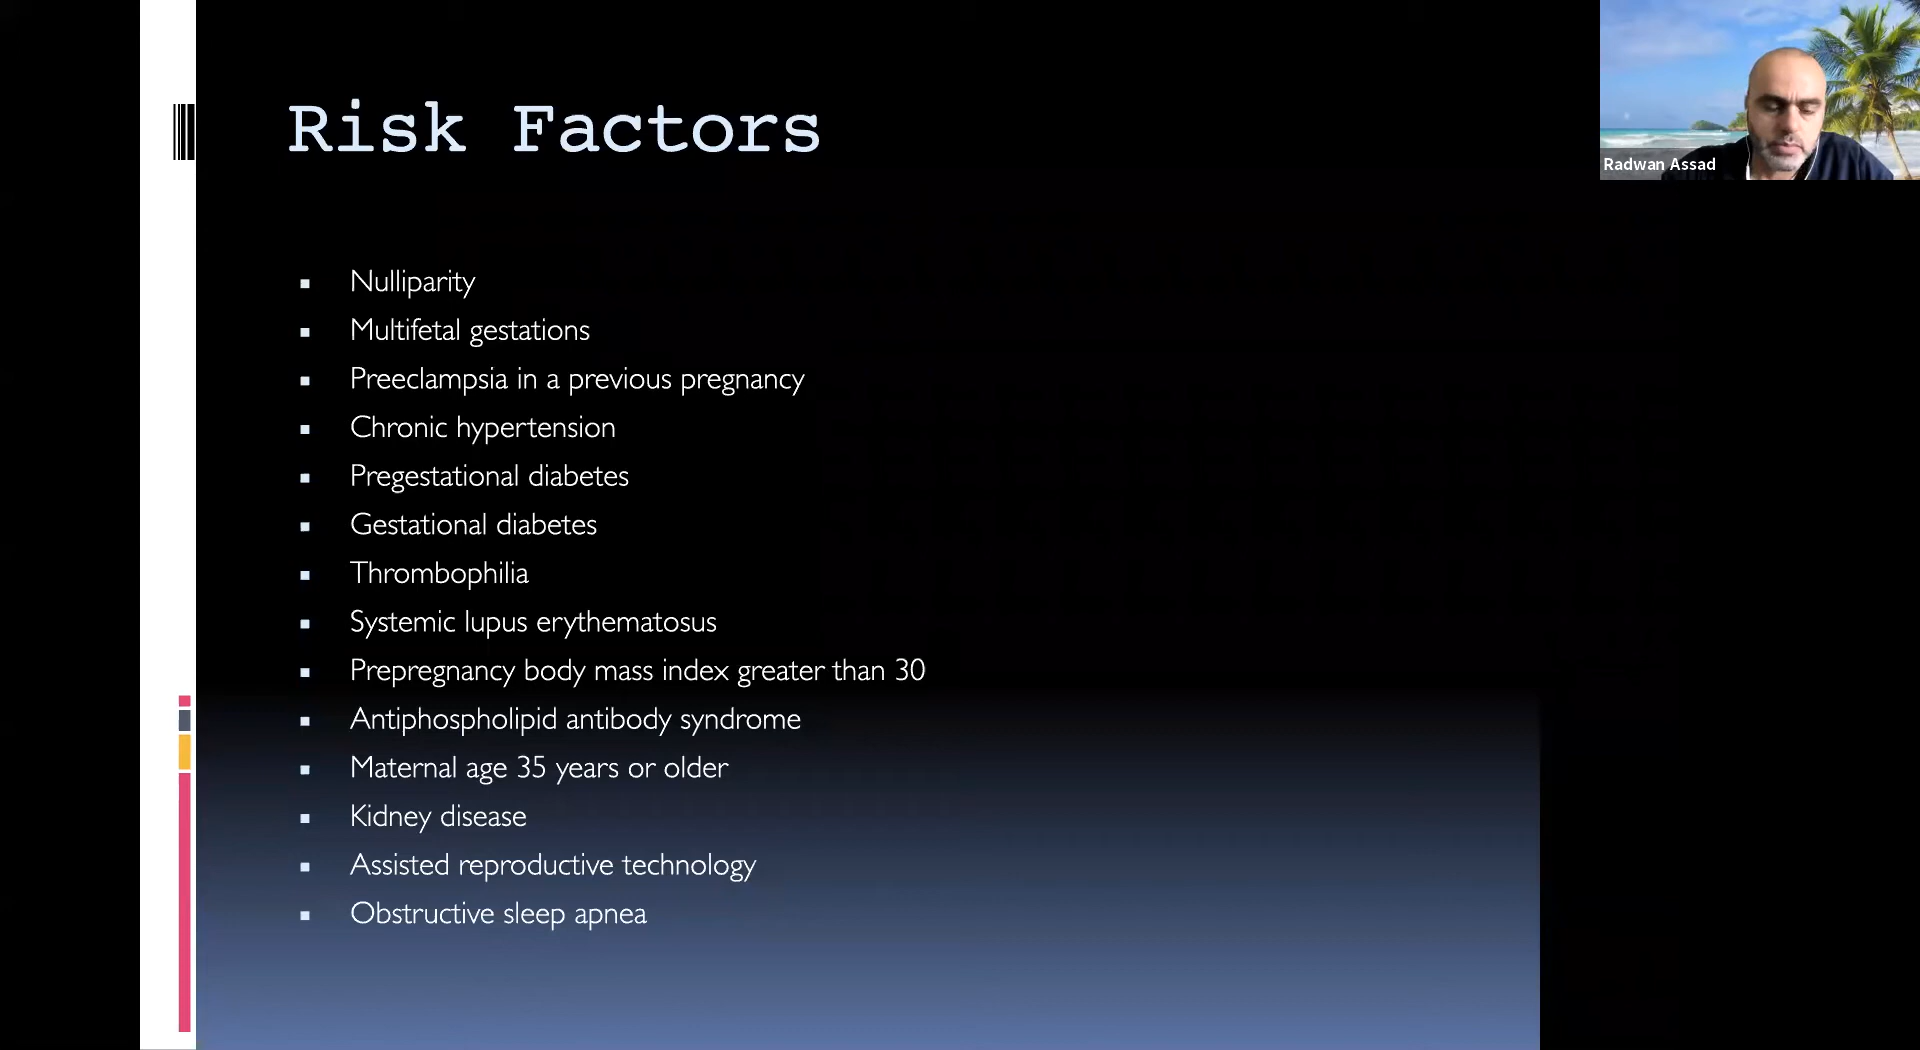 Risk Factors
Radwan Assad
Nulliparity
Multifetal gestations
Preeclampsia in a previous pregnancy
Chronic hypertension
Pregestational diabetes
Gestational diabetes
Thrombophilia
Systemic lupus erythematosus
Prepregnancy body mass index greater than 30
Antiphospholipid antibody syndrome
Maternal age 35 years or older
Kidney disease
Assisted reproductive technology
Obstructive sleep apnea